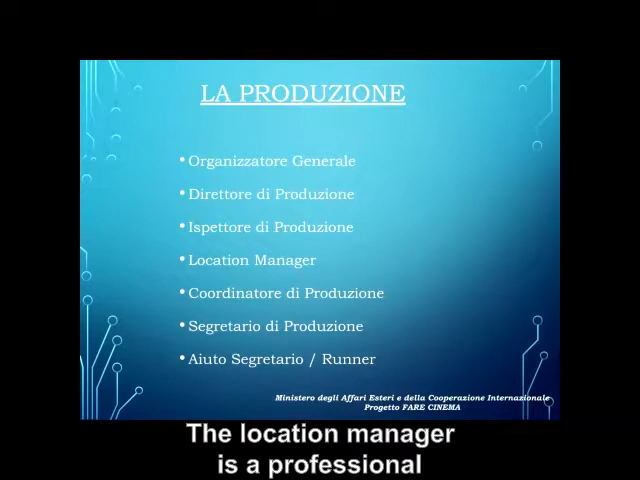 LA PRODUZIONE
• Organizzatore Generale
• Direttore di Produzione
• Ispettore di Produzione
• Location Manager
• Coordinatore di Produzione
• Segretario di Produzione
• Aiuto Segretario / Runner
Ministero degli Affari Esteri e della Cooperazione Internazionale
Progetto FARE CINEMA
The location manager
is a professional